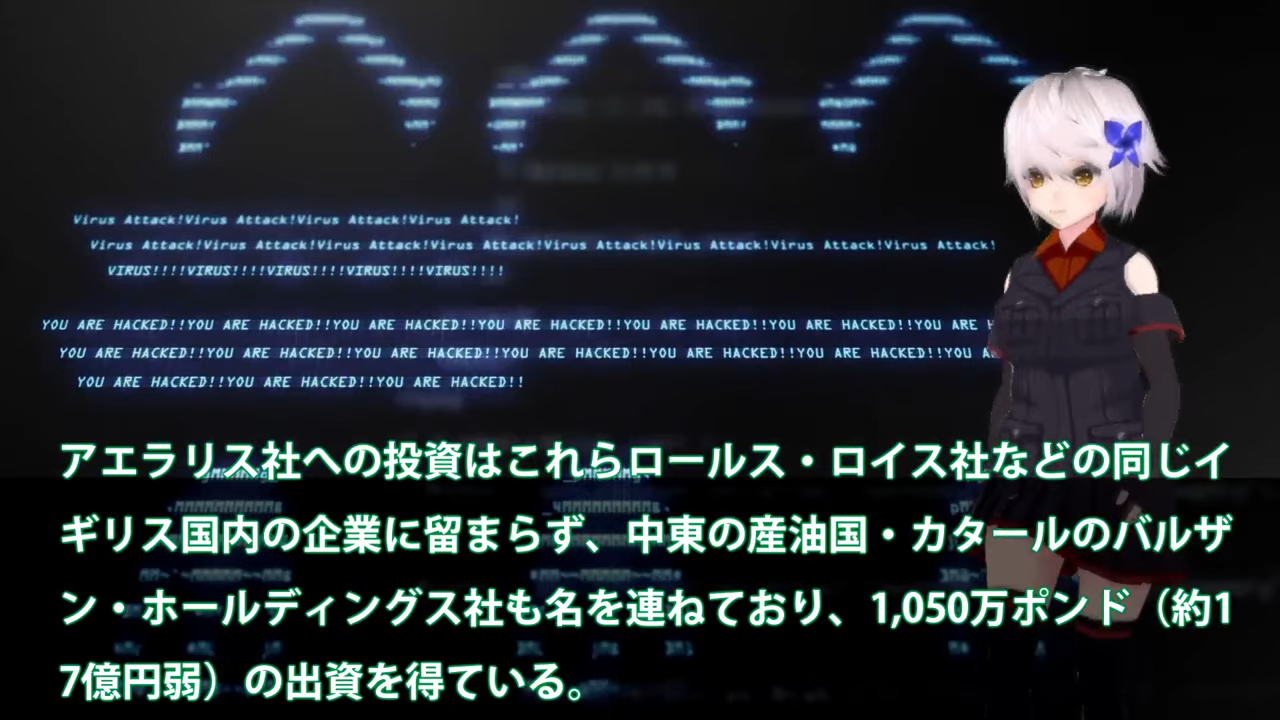 Virus Attack!Virus Attack!Virus Attack!Virus Attack!
Virus Attack!Virus Attack!Virus Attack!Virus Attack!Virus Attack!Virus Attack!Virus Attack!Virus Attack!
VIRUS!!!!VIRUS!!!!VIRUS!!!!VIRUS!!!!VIRUS!!!!
YOU ARE HACKED!!YOU ARE HACKED!!YOU ARE HACKED!!YOU ARE HACKED!!YOU ARE HACKED!!YOU ARE HACKED!!YOU ARE
YOU ARE HACKED!!YOU ARE HACKED!!YOU ARE HACKED!!YOU ARE HACKED!!YOU ARE HACKED!!YOU ARE HACKED!!YOU
YOU ARE HACKED!!YOU ARE HACKED!!YOU ARE HACKED!!
アエラリス社への投資はこれらロールス・ロイス社などの同じイ
ギリス国内の企業に留まらず、中東の産油国・カタールのバルザ
ン・ホールディングス社も名を連ねており、1,050万ポンド（約1
7億円弱）の出資を得ている。